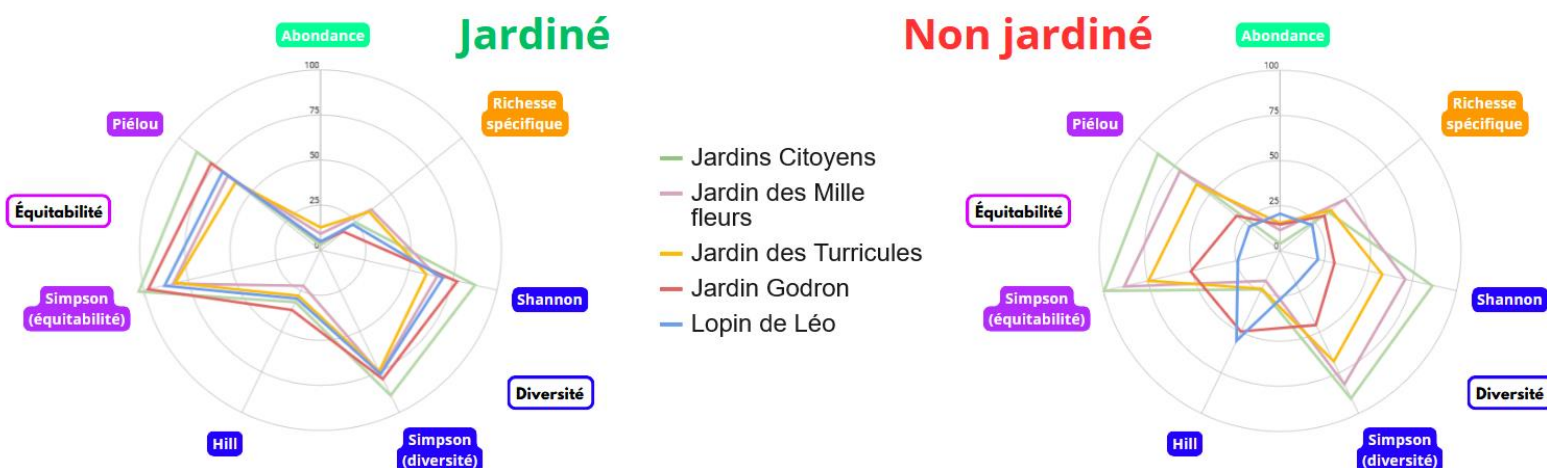 Jardiné
Abondance
100
75
50
25
0
Richesse
spécifique
Piélou
Équitabilité
Simpson
(équitabilité)
Shannon
Diversité
Hill
Simpson
(diversité)
Jardins Citoyens
Jardin des Mille
fleurs
Jardin des Turricules
Jardin Godron
Lopin de Léo
Non jardiné
Abondance
100
75
50
25
0
Richesse
spécifique
Piélou
Équitabilité
Simpson
(équitabilité)
Shannon
Diversité
Hill
Simpson
(diversité)